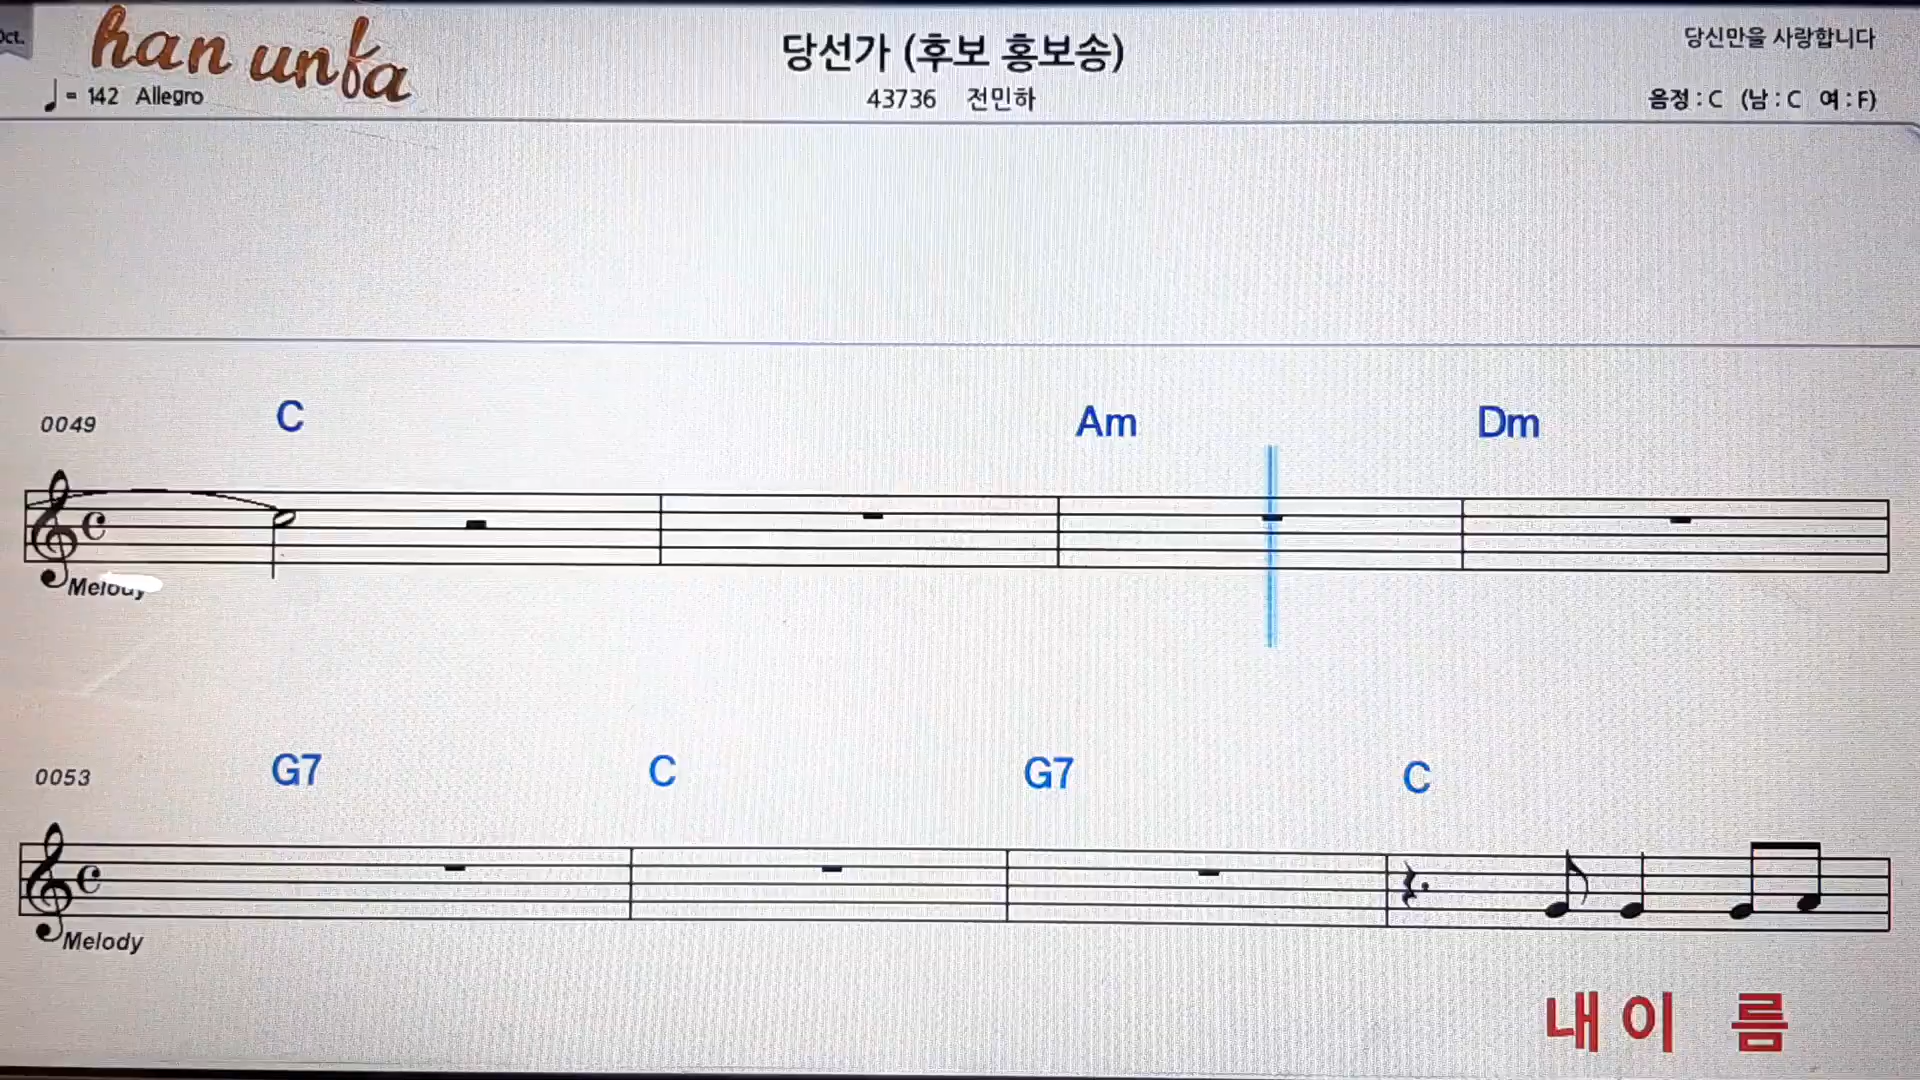 Oct.
han unfa
당선가 (후보 홍보송)
당신만을 사랑합니다
= 142 Allegro
43736 전민하
음정 : C (남 : C 여 : F)
0049 C Am Dm
Melody
0053 G7 C G7 C
Melody
내 이 름